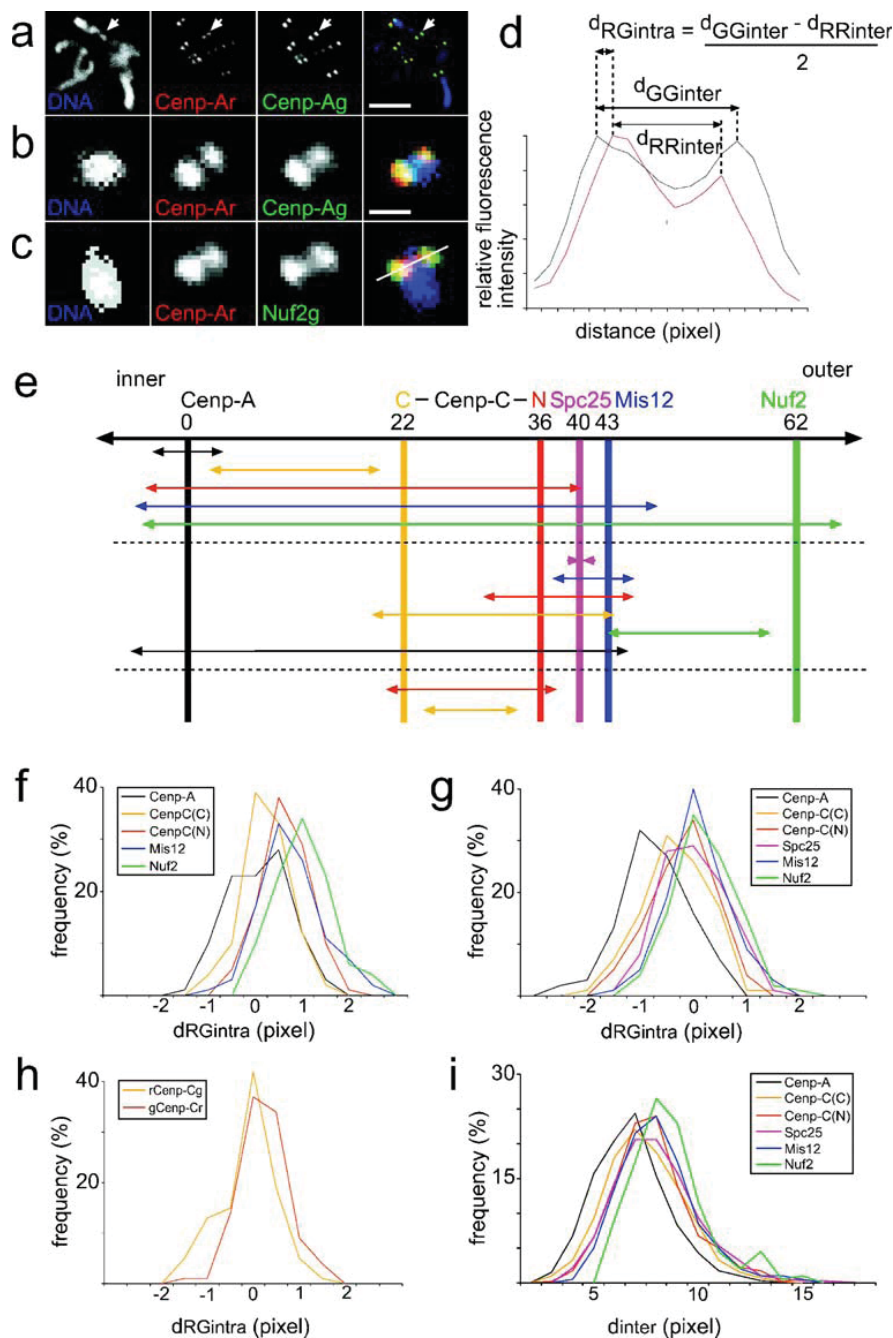 a
DNA
Cenp-Ar
Cenp-Ag
b
DNA
Cenp-Ar
Cenp-Ag
c
DNA
Cenp-Ar
Nuf2g
d
dRGintra = dGGinter - dRRinter
2
dGGinter
dRRinter
relative fluorescence
intensity
distance (pixel)
e
inner
outer
Cenp-A
C – Cenp-C – N
Spc25
Mis12
Nuf2
0
22
36
40
43
62
f
40
20
frequency (%)
Cenp-A
CenpC(C)
CenpC(N)
Mis12
Nuf2
-2
-1
0
1
2
dRGintra (pixel)
g
40
20
frequency (%)
Cenp-A
Cenp-C(C)
Cenp-C(N)
Spc25
Mis12
Nuf2
-2
-1
0
1
2
dRGintra (pixel)
h
40
20
frequency (%)
rCenp-Cg
gCenp-Cr
-2
-1
0
1
2
dRGintra (pixel)
i
30
15
frequency (%)
Cenp-A
Cenp-C(C)
Cenp-C(N)
Spc25
Mis12
Nuf2
5
10
15
dinter (pixel)